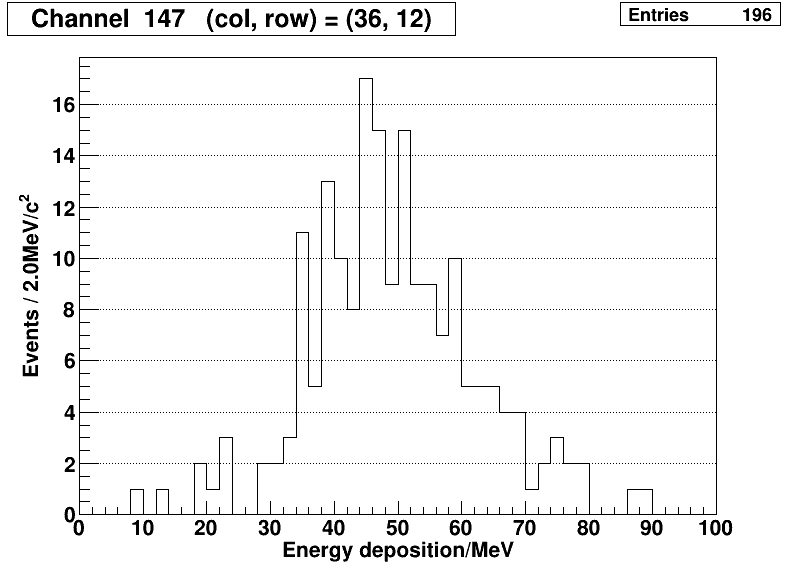 Channel 147 (col, row) = (36, 12)
Entries 196
16
14
12
10
8
6
4
2
0
Events / 2.0MeV/c²
0 10 20 30 40 50 60 70 80 90 100
Energy deposition/MeV